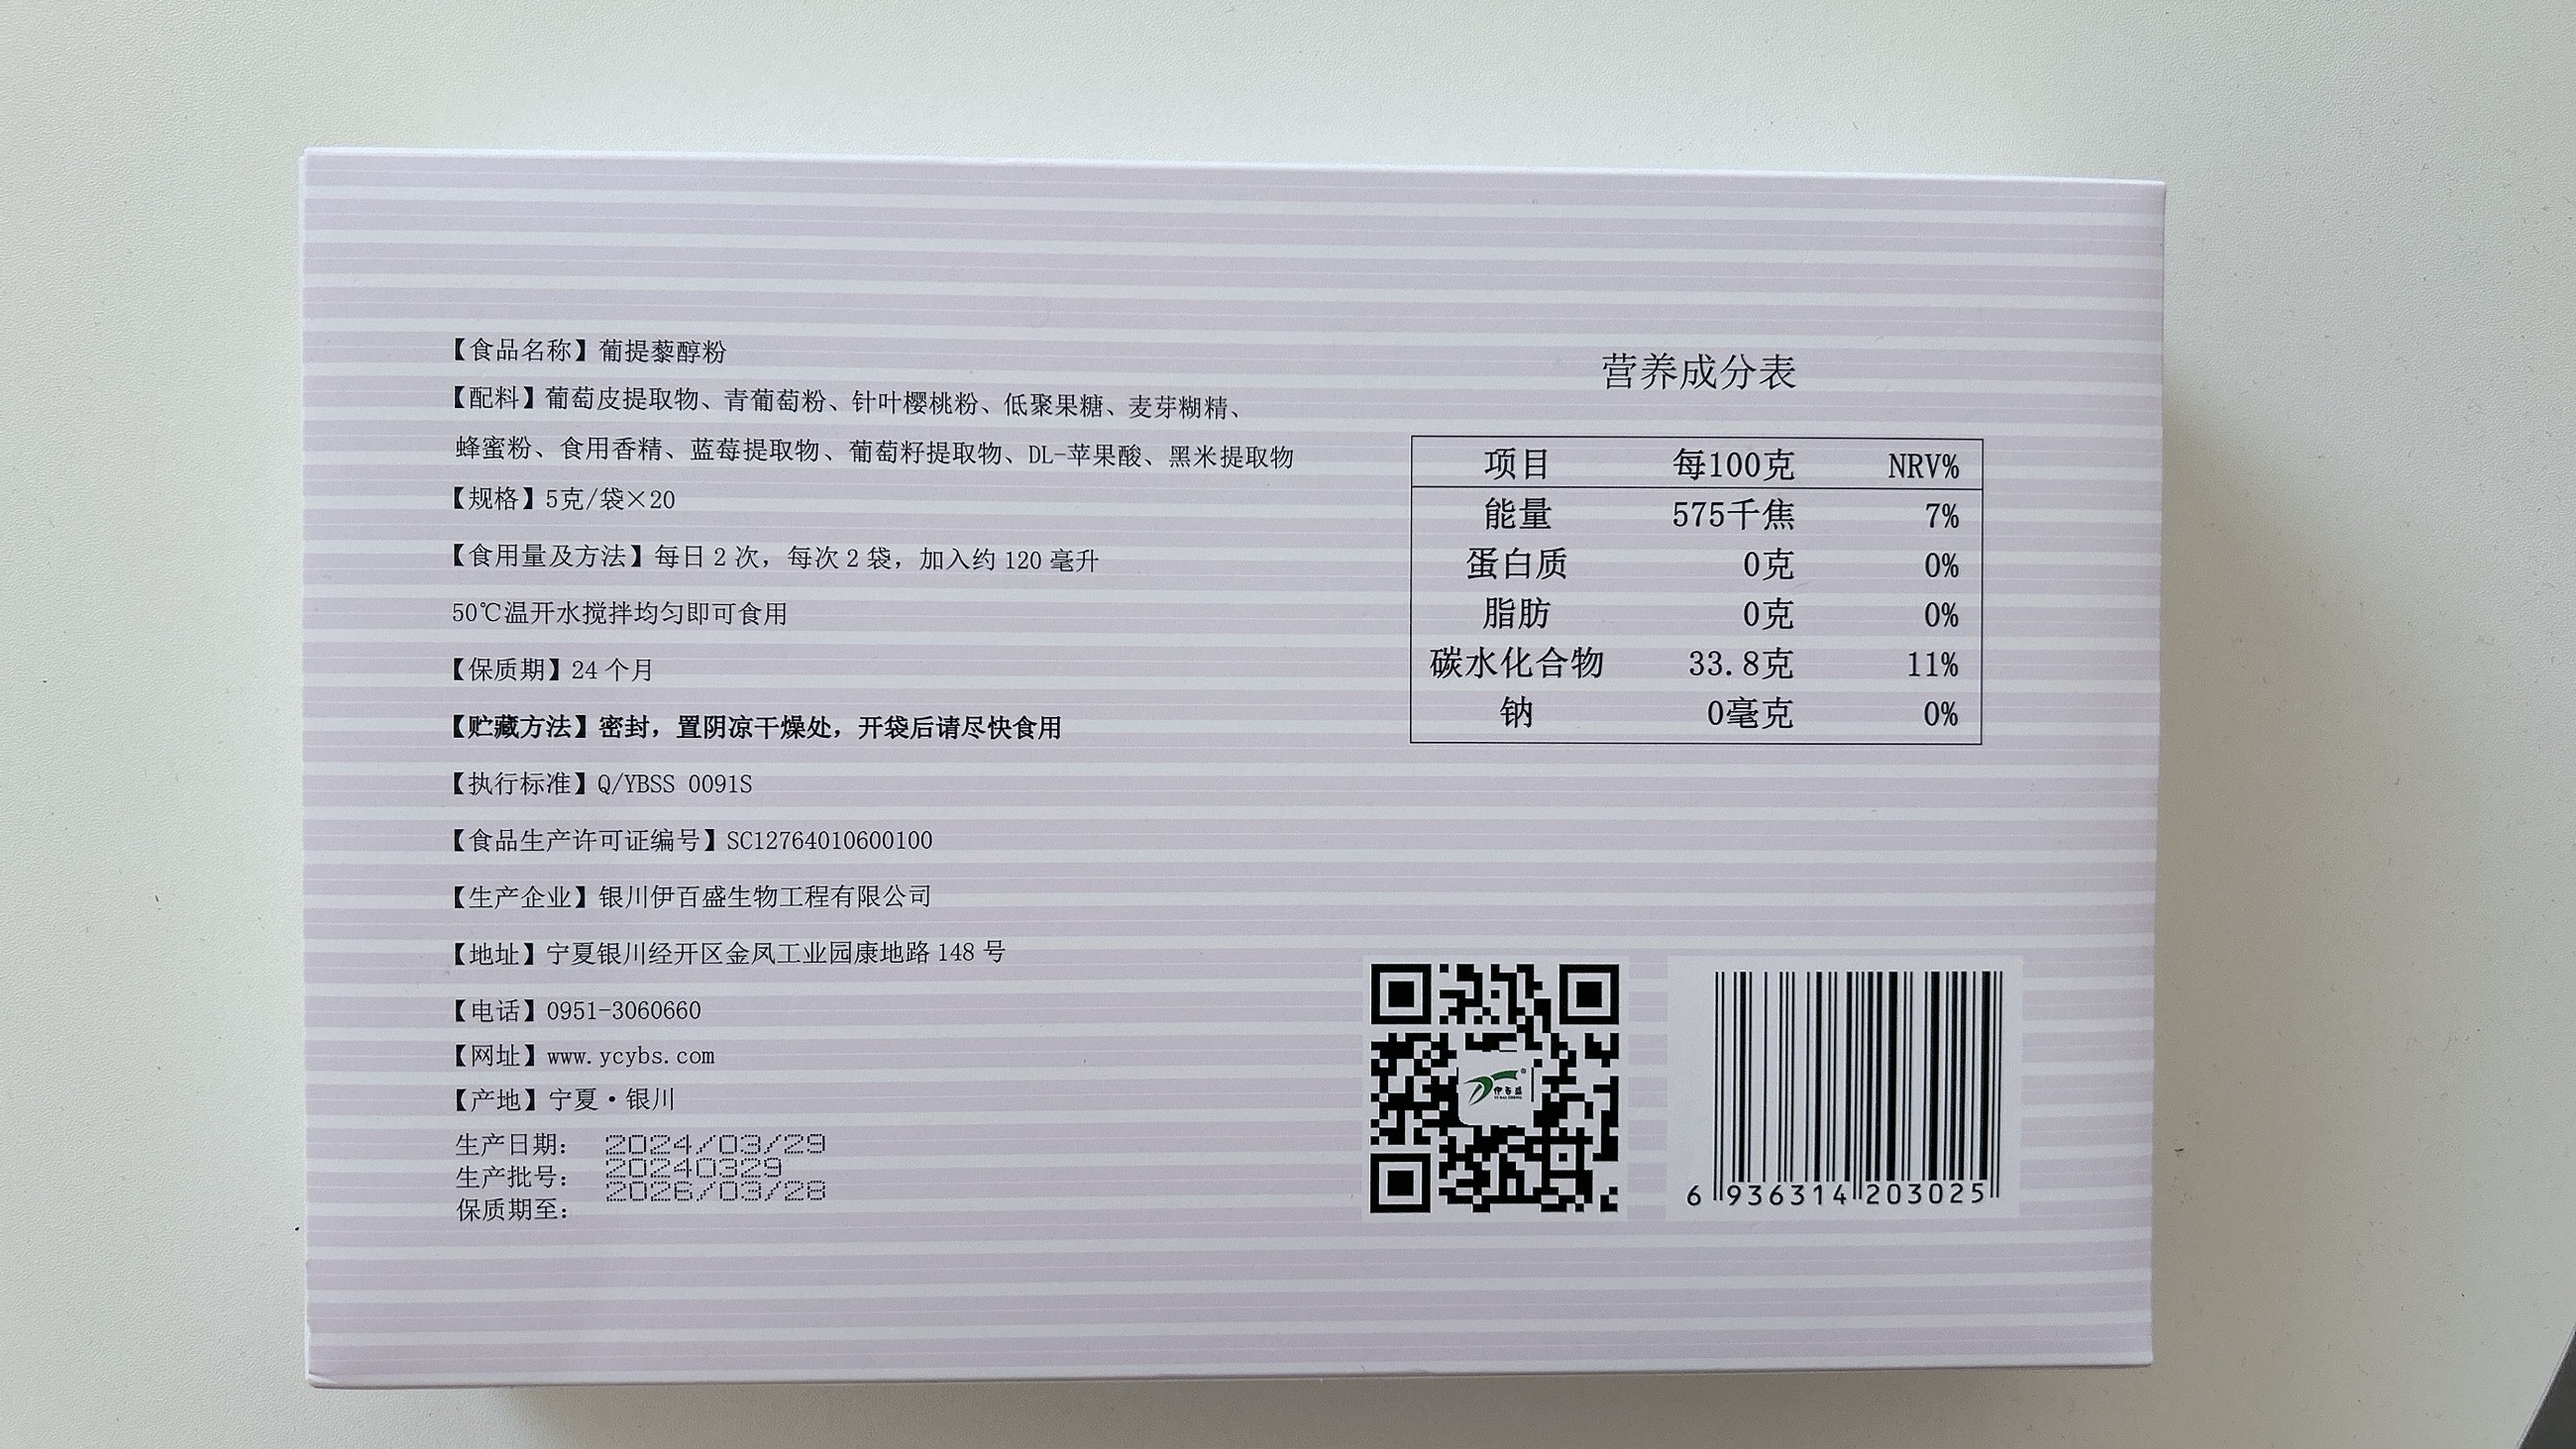 【食品名称】葡提藜醇粉
【配料】葡萄皮提取物、青葡萄粉、针叶樱桃粉、低聚果糖、麦芽糊精、
蜂蜜粉、食用香精、蓝莓提取物、葡萄籽提取物、DL-苹果酸、黑米提取物
【规格】5克/袋×20
【食用量及方法】每日2次，每次2袋，加入约120毫升
50℃温开水搅拌均匀即可食用
【保质期】24个月
【贮藏方法】密封，置阴凉干燥处，开袋后请尽快食用
【执行标准】Q/YBSS 0091S
【食品生产许可证编号】SC12764010600100
【生产企业】银川伊百盛生物工程有限公司
【地址】宁夏银川经开区金凤工业园康地路148号
【电话】0951-3060660
【网址】www.ycybs.com
【产地】宁夏·银川
生产日期： 2024/03/29
生产批号： 20240329
保质期至： 2026/03/28
营养成分表
项目 每100克 NRV%
能量 575千焦 7%
蛋白质 0克 0%
脂肪 0克 0%
碳水化合物 33.8克 11%
钠 0毫克 0%
伊百盛
6 936314 203025